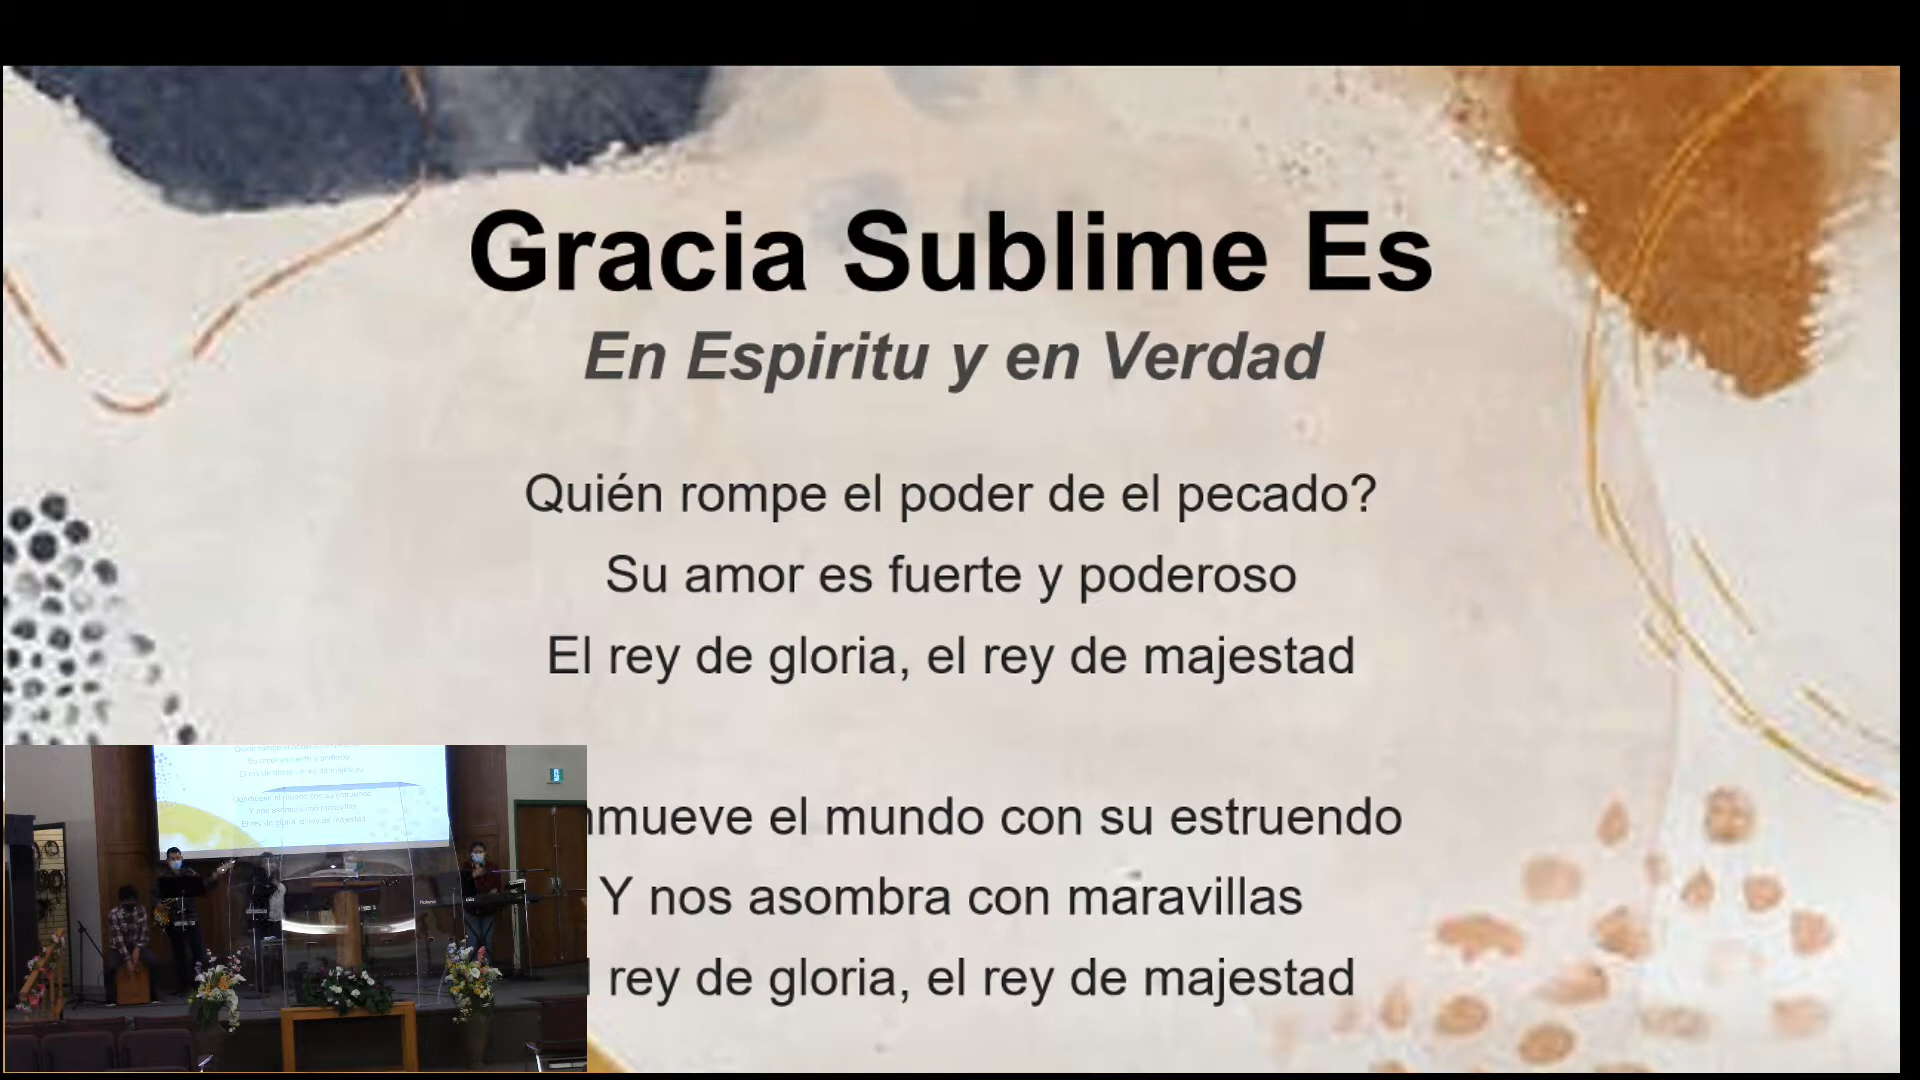 Gracia Sublime Es
En Espiritu y en Verdad
Quién rompe el poder de el pecado?
Su amor es fuerte y poderoso
El rey de gloria, el rey de majestad
el mundo con su estruendo
Y nos asombra con maravillas
rey de gloria, el rey de majestad
Roland